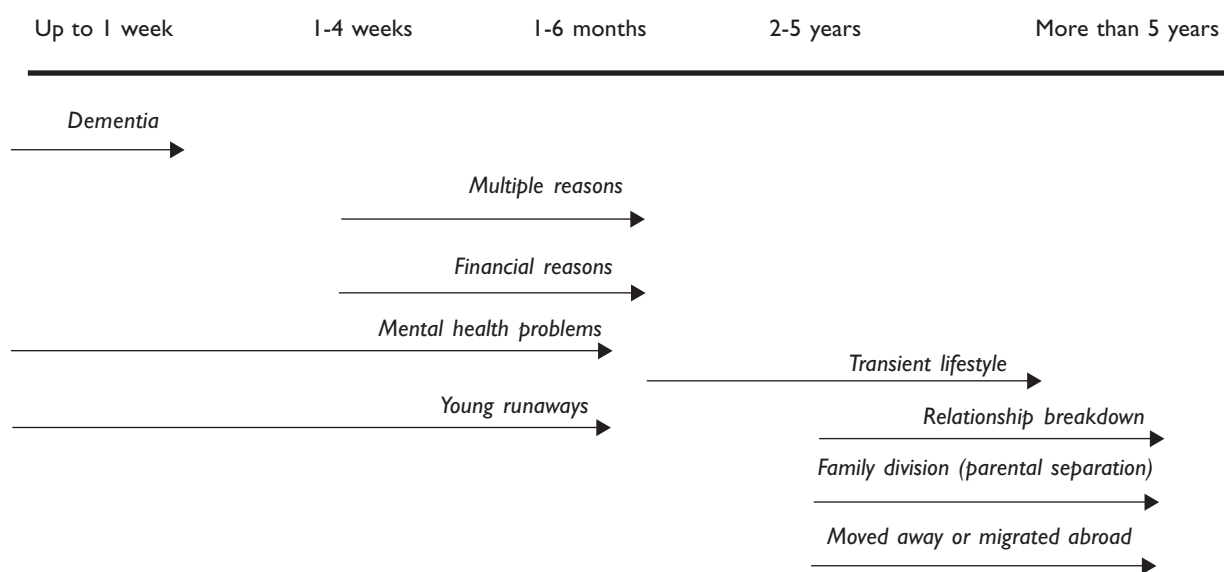 Up to 1 week 1-4 weeks 1-6 months 2-5 years More than 5 years
Dementia
Multiple reasons
Financial reasons
Mental health problems
Transient lifestyle
Young runaways
Relationship breakdown
Family division (parental separation)
Moved away or migrated abroad